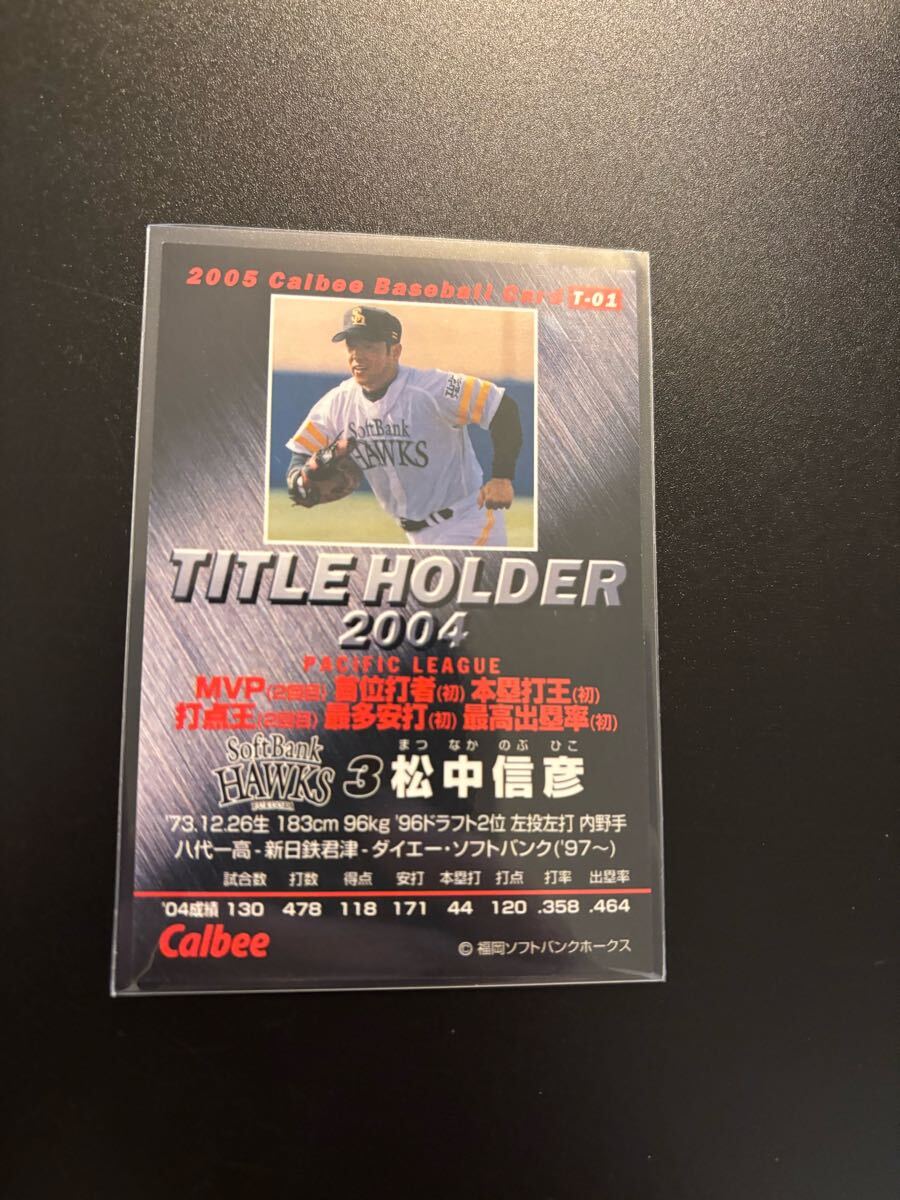 2005 Calbee Baseball Card T-01
SoftBank
HAWKS
TITLE HOLDER
2004
PACIFIC LEAGUE
MVP(2回目) 首位打者(初) 本塁打王(初)
打点王(2回目) 最多安打(初) 最高出塁率(初)
まつ なか のぶ ひこ
SoftBank HAWKS 3 松中信彦
'73.12.26生 183cm 96kg '96ドラフト2位 左投左打 内野手
八代一高-新日鉄君津-ダイエー・ソフトバンク('97〜)
試合数 打数 得点 安打 本塁打 打点 打率 出塁率
'04成績 130 478 118 171 44 120 .358 .464
Calbee © 福岡ソフトバンクホークス